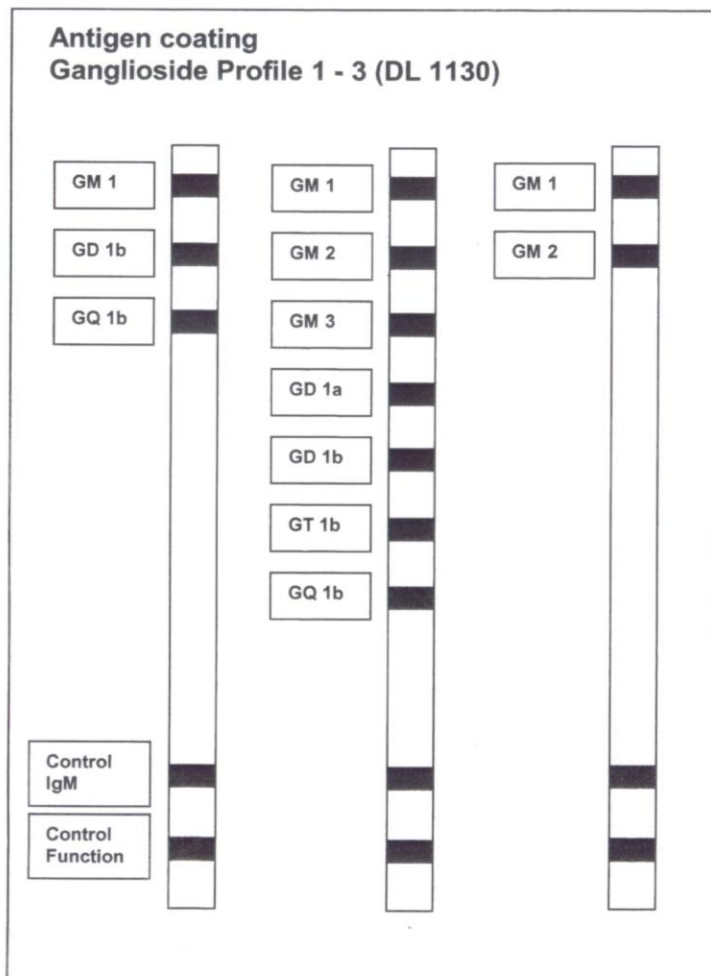 Antigen coating
Ganglioside Profile 1 - 3 (DL 1130)
GM 1
GD 1b
GQ 1b
GM 1
GM 2
GM 3
GD 1a
GD 1b
GT 1b
GQ 1b
GM 1
GM 2
Control
IgM
Control
Function